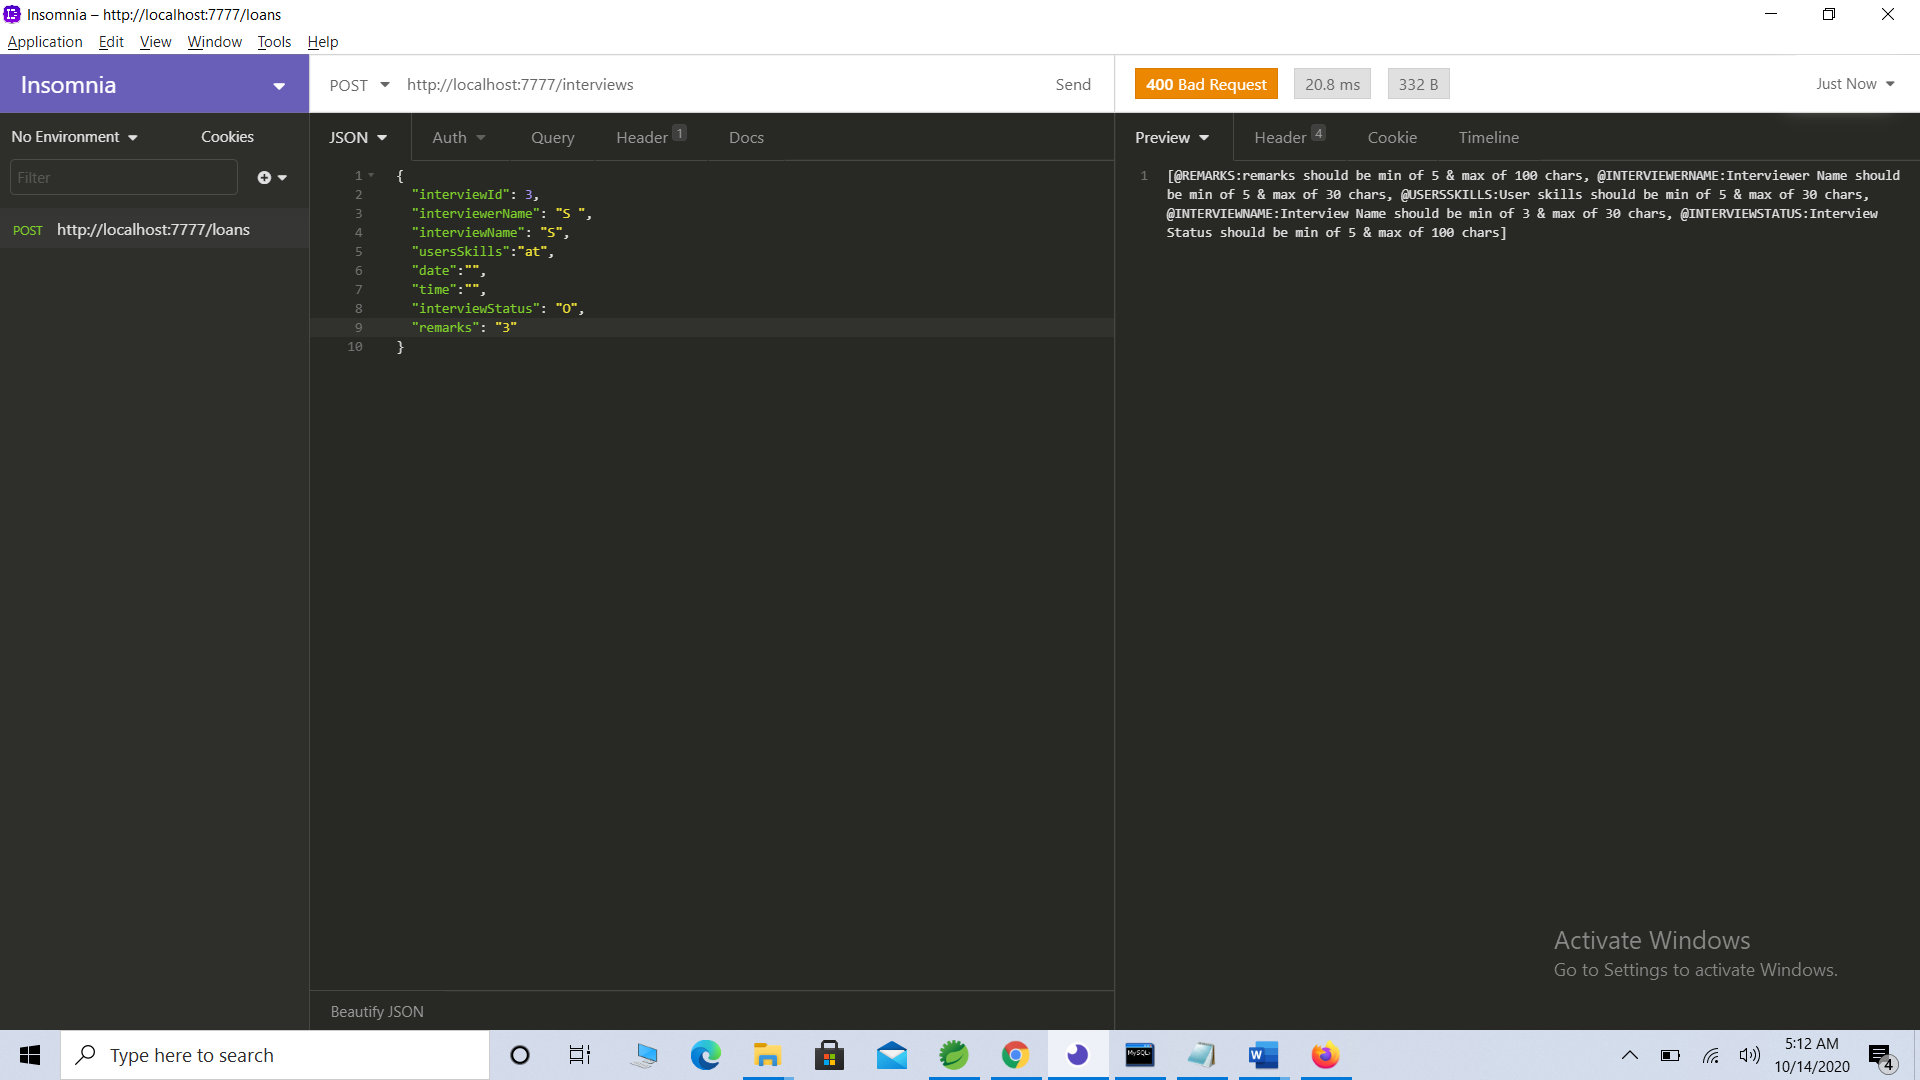 Insomnia – http://localhost:7777/loans
Application Edit View Window Tools Help
Insomnia
POST http://localhost:7777/interviews Send
400 Bad Request 20.8 ms 332 B Just Now
No Environment Cookies
JSON Auth Query Header 1 Docs
Preview Header 4 Cookie Timeline
Filter
POST http://localhost:7777/loans
1 {
2 "interviewId": 3,
3 "interviewerName": "S ",
4 "interviewName": "S",
5 "usersSkills":"at",
6 "date":"",
7 "time":"",
8 "interviewStatus": "O",
9 "remarks": "3"
10 }
1 [@REMARKS:remarks should be min of 5 & max of 100 chars, @INTERVIEWERNAME:Interviewer Name should
be min of 5 & max of 30 chars, @USERSSKILLS:User skills should be min of 5 & max of 30 chars,
@INTERVIEWNAME:Interview Name should be min of 3 & max of 30 chars, @INTERVIEWSTATUS:Interview
Status should be min of 5 & max of 100 chars]
Activate Windows
Go to Settings to activate Windows.
Beautify JSON
Type here to search
MySQL
W
5:12 AM
10/14/2020
4